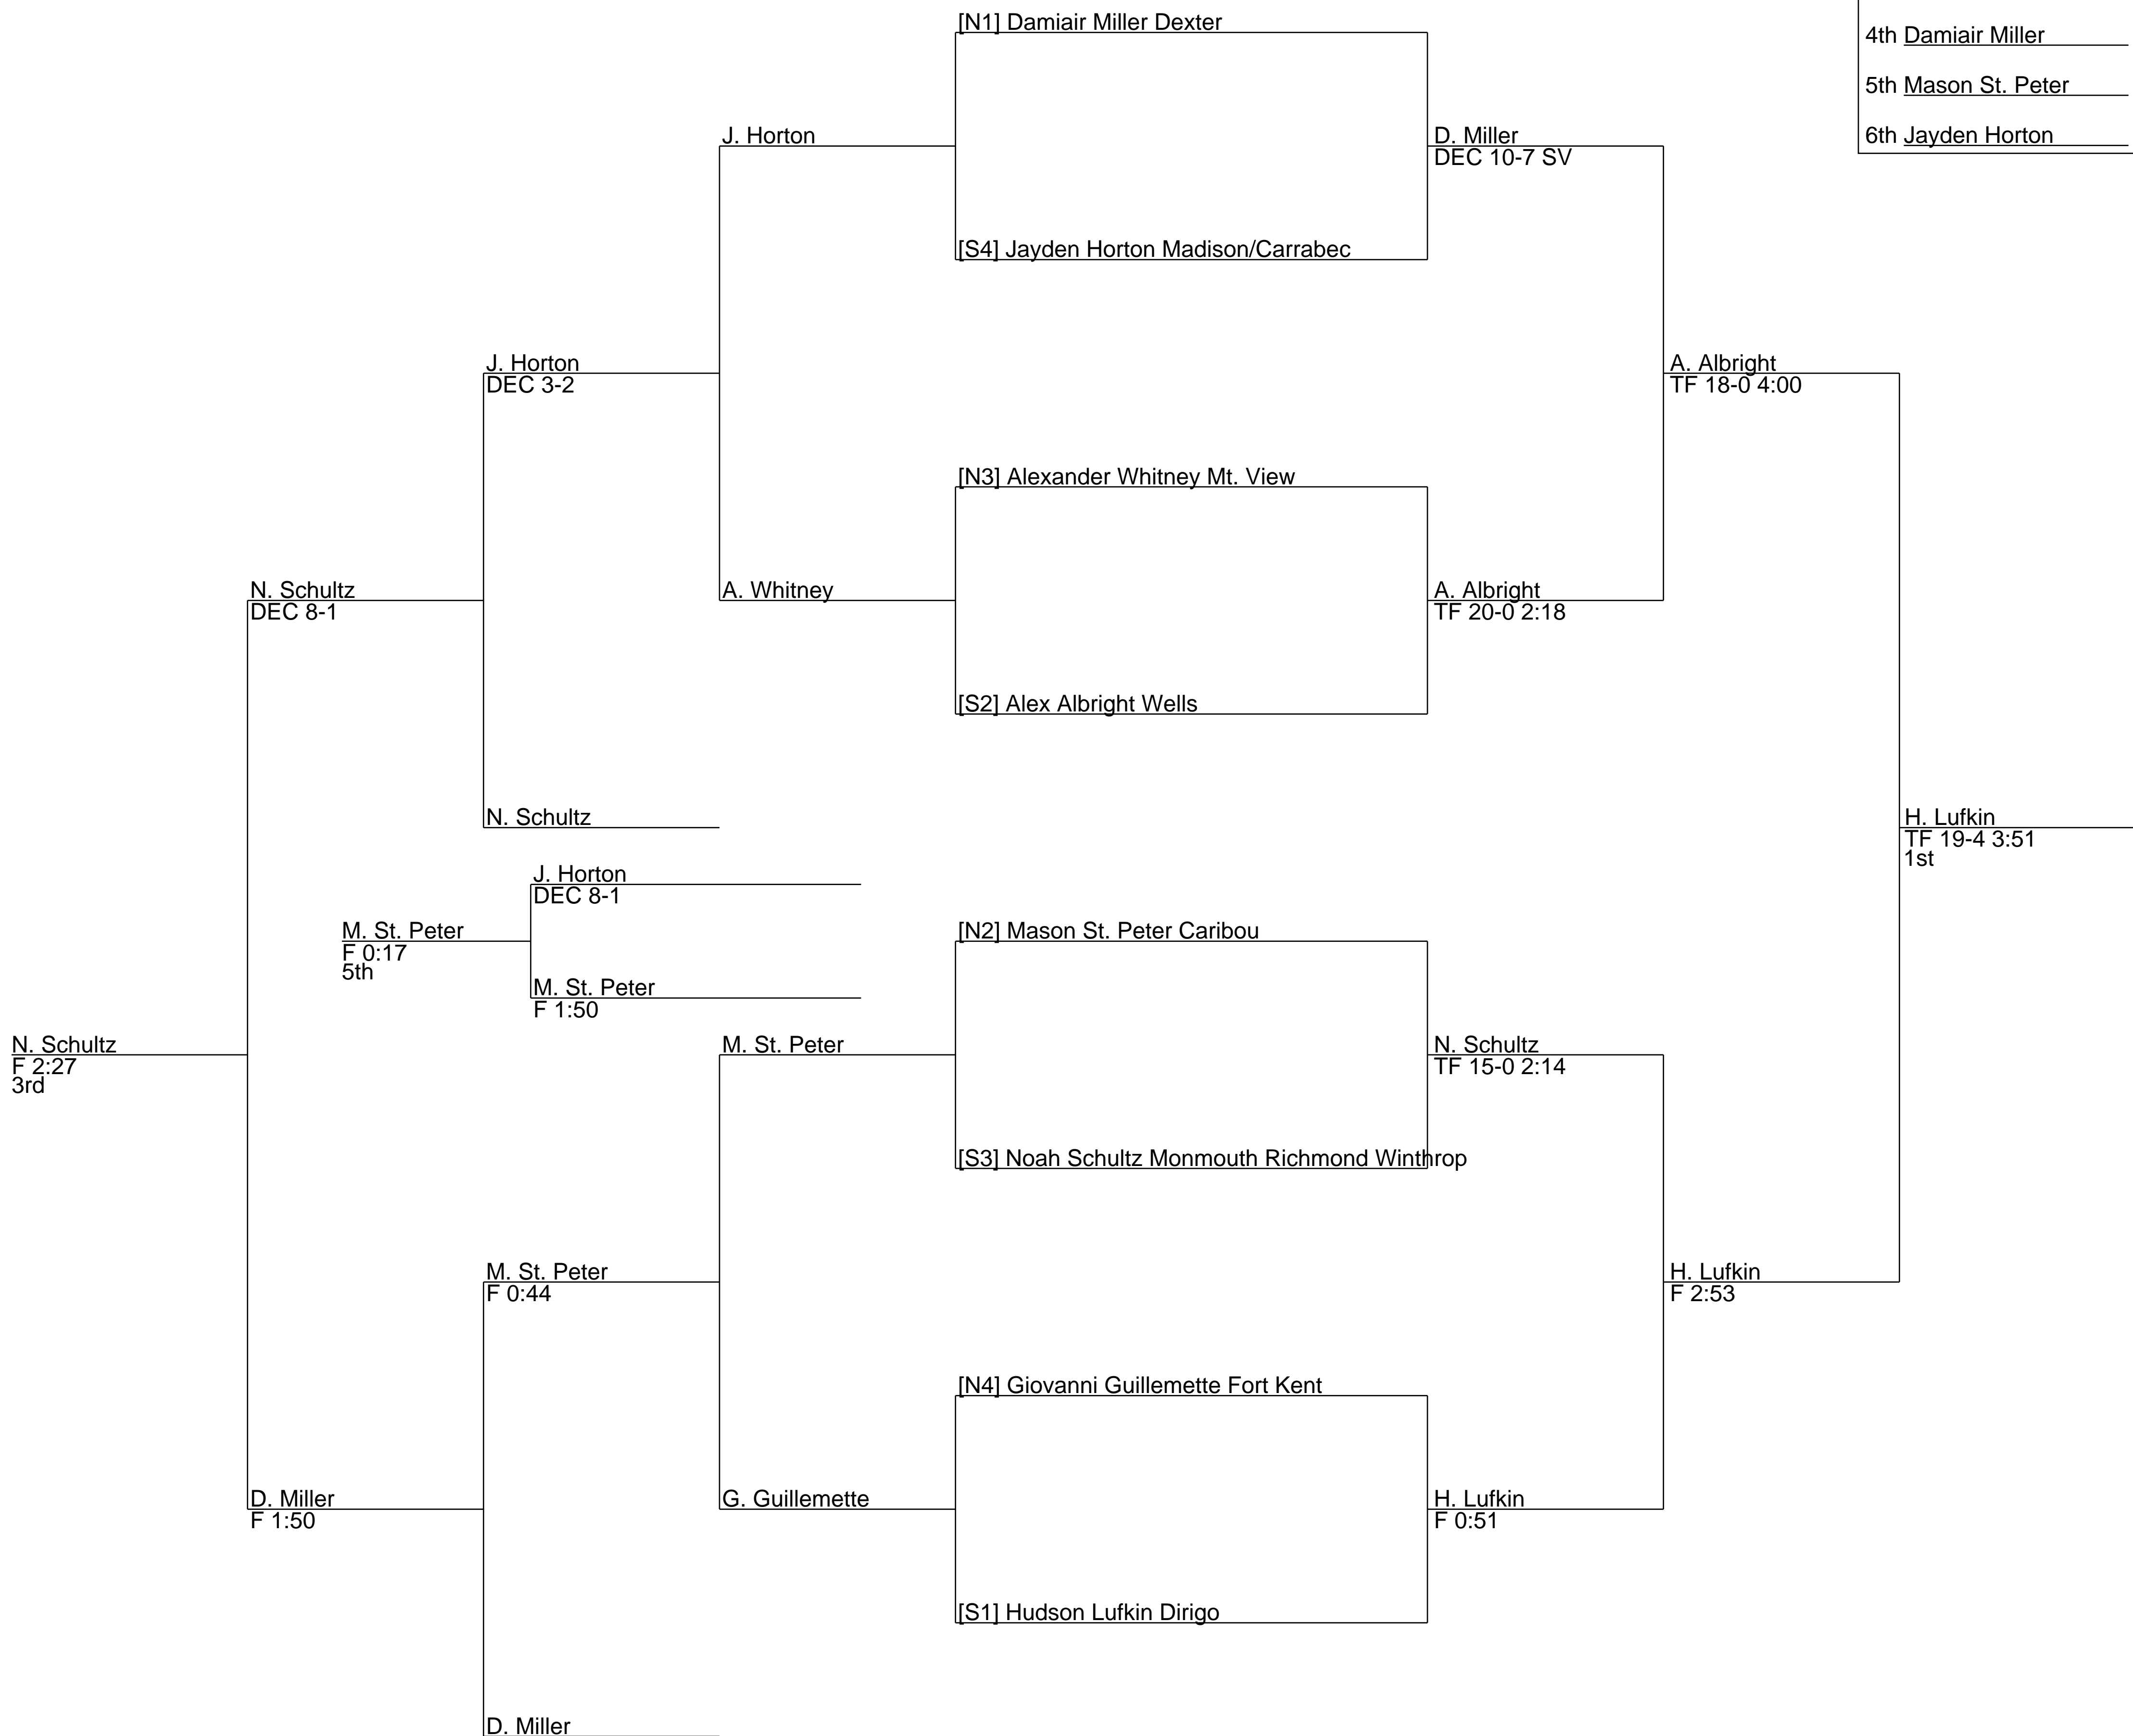 [N1] Damiair Miller Dexter
4th Damiair Miller
5th Mason St. Peter
6th Jayden Horton
J. Horton
D. Miller
DEC 10-7 SV
[S4] Jayden Horton Madison/Carrabec
J. Horton
DEC 3-2
A. Albright
TF 18-0 4:00
[N3] Alexander Whitney Mt. View
N. Schultz
DEC 8-1
A. Whitney
A. Albright
TF 20-0 2:18
[S2] Alex Albright Wells
N. Schultz
H. Lufkin
TF 19-4 3:51
1st
J. Horton
DEC 8-1
M. St. Peter
F 0:17
5th
[N2] Mason St. Peter Caribou
M. St. Peter
F 1:50
N. Schultz
F 2:27
3rd
M. St. Peter
N. Schultz
TF 15-0 2:14
[S3] Noah Schultz Monmouth Richmond Winthrop
M. St. Peter
F 0:44
H. Lufkin
F 2:53
[N4] Giovanni Guillemette Fort Kent
D. Miller
F 1:50
G. Guillemette
H. Lufkin
F 0:51
[S1] Hudson Lufkin Dirigo
D. Miller